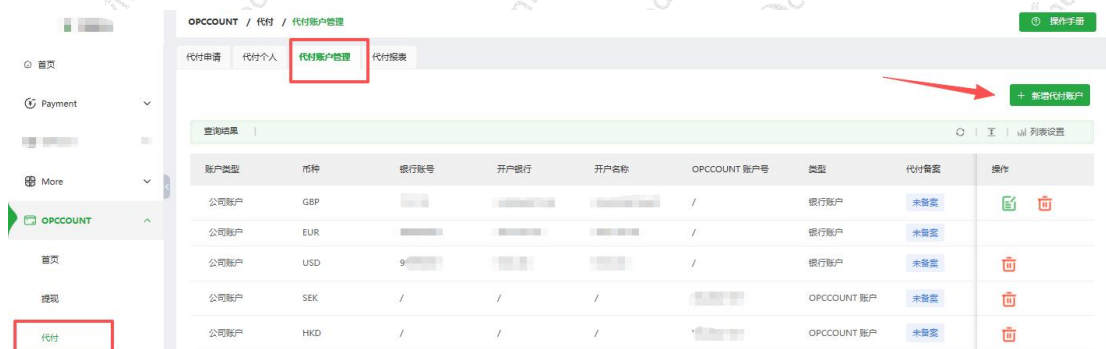 OPCCOUNT / 代付 / 代付账户管理
操作手册
首页
Payment
More
OPCCOUNT
首页
提现
代付
代付申请 代付个人 代付账户管理 代付报表
+ 新增代付账户
查询结果
列表设置
账户类型 币种 银行账号 开户银行 开户名称 OPCCOUNT 账户号 类型 代付备案 操作
公司账户 GBP / 银行账户 未备案
公司账户 EUR / 银行账户 未备案
公司账户 USD 9 / 银行账户 未备案
公司账户 SEK / / / OPCCOUNT 账户 未备案
公司账户 HKD / / / OPCCOUNT 账户 未备案